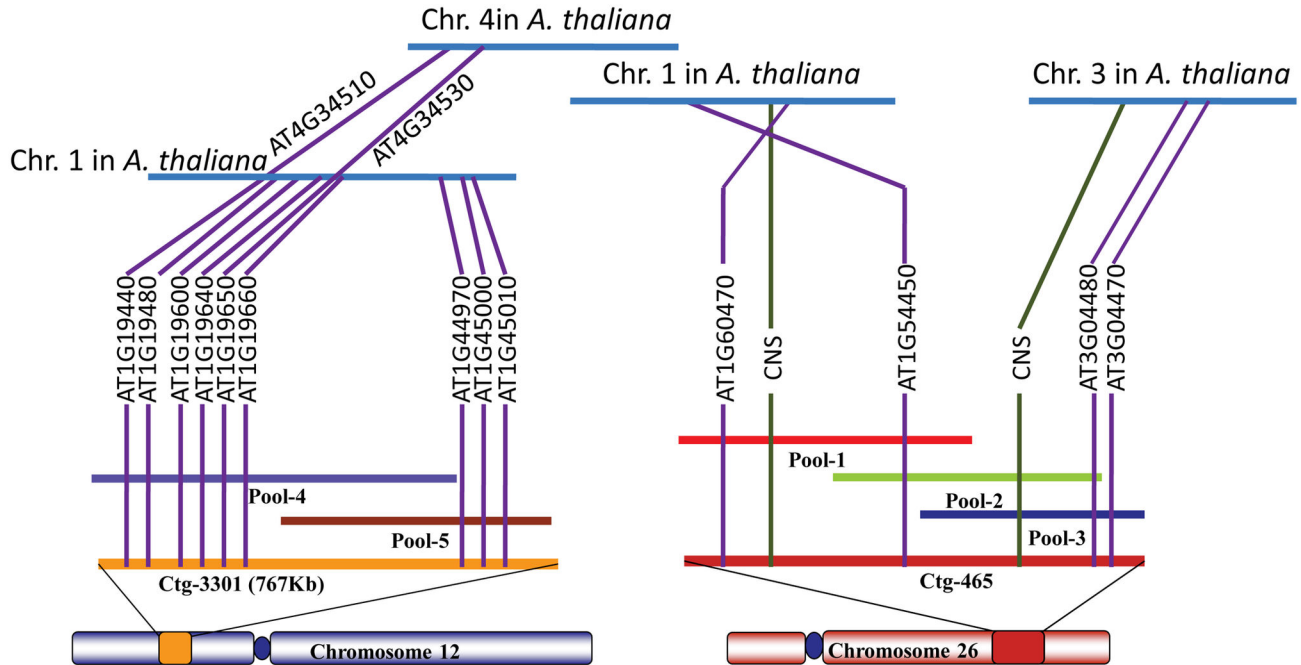 Chr. 4in A. thaliana
Chr. 1 in A. thaliana
Chr. 3 in A. thaliana
AT4G34510
AT4G34530
Chr. 1 in A. thaliana
AT1G19440
AT1G19480
AT1G19600
AT1G19640
AT1G19650
AT1G19660
AT1G44970
AT1G45000
AT1G45010
AT1G60470
CNS
AT1G54450
CNS
AT3G04480
AT3G04470
Pool-1
Pool-4
Pool-2
Pool-5
Pool-3
Ctg-3301 (767Kb)
Ctg-465
Chromosome 12
Chromosome 26